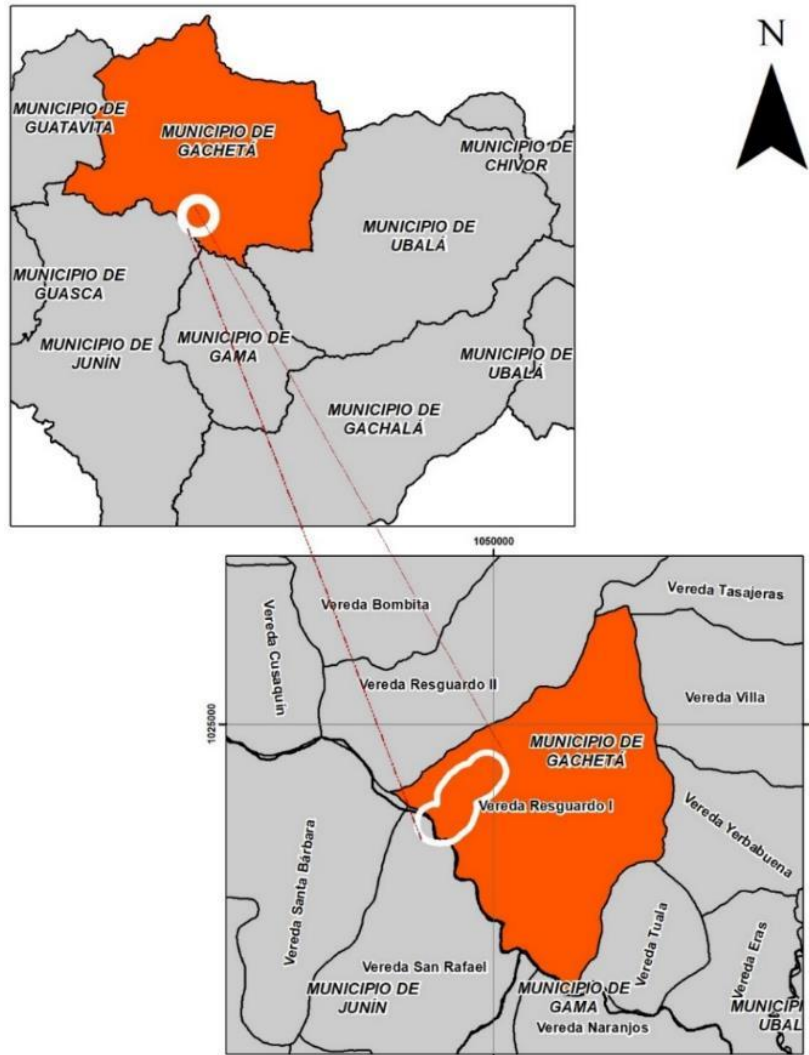 N
MUNICIPIO DE
GUATAVITA
MUNICIPIO DE
GACHETÁ
MUNICIPIO DE
CHIVOR
MUNICIPIO DE
UBALÁ
MUNICIPIO DE
GUASCA
MUNICIPIO DE
JUNÍN
MUNICIPIO DE
GAMA
MUNICIPIO DE
UBALÁ
MUNICIPIO DE
GACHALÁ
1050000
Vereda Tasajeras
Vereda Bombita
Vereda Cusaquin
Vereda Resguardo II
Vereda Villa
1025000
MUNICIPIO DE
GACHETÁ
Vereda Resguardo I
Vereda Yerbabuena
Vereda Santa Bárbara
Vereda Tuala
Vereda Eras
Vereda San Rafael
MUNICIPIO DE
JUNÍN
MUNICIPIO DE
GAMA
MUNICIPI
UBAL
Vereda Naranjos